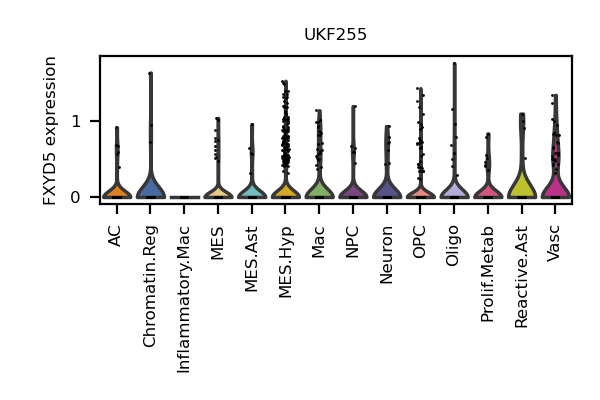 UKF255
FXYD5 expression
1
0
AC
Chromatin.Reg
Inflammatory.Mac
MES
MES.Ast
MES.Hyp
Mac
NPC
Neuron
OPC
Oligo
Prolif.Metab
Reactive.Ast
Vasc